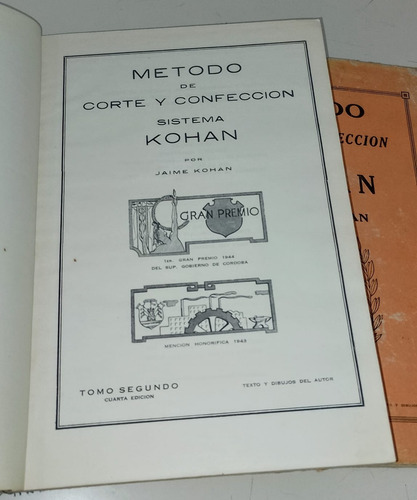 METODO
DE
CORTE Y CONFECCION
SISTEMA
KOHAN
POR
JAIME KOHAN
GRAN PREMIO
1er. GRAN PREMIO 1944
DEL SUP. GOBIERNO DE CORDOBA
MENCION HONORIFICA 1942
TOMO SEGUNDO
CUARTA EDICION
TEXTO Y DIBUJOS DEL AUTOR
DO
ECCION
N
AN